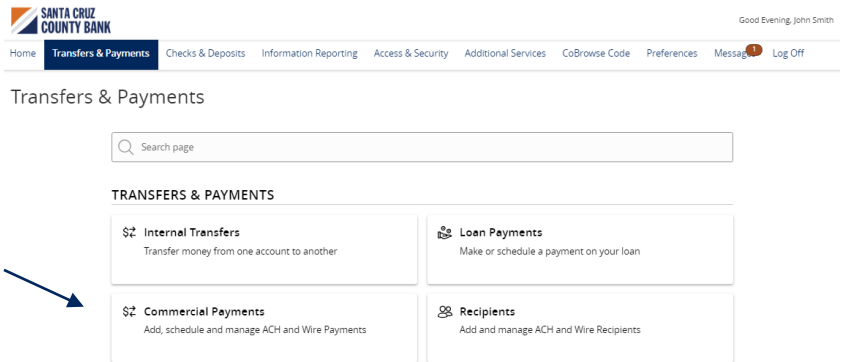 SANTA CRUZ
COUNTY BANK
Good Evening, John Smith
Home Transfers & Payments Checks & Deposits Information Reporting Access & Security Additional Services CoBrowse Code Preferences Messages 1 Log Off
Transfers & Payments
Search page
TRANSFERS & PAYMENTS
Internal Transfers Loan Payments
Transfer money from one account to another Make or schedule a payment on your loan
Commercial Payments Recipients
Add, schedule and manage ACH and Wire Payments Add and manage ACH and Wire Recipients